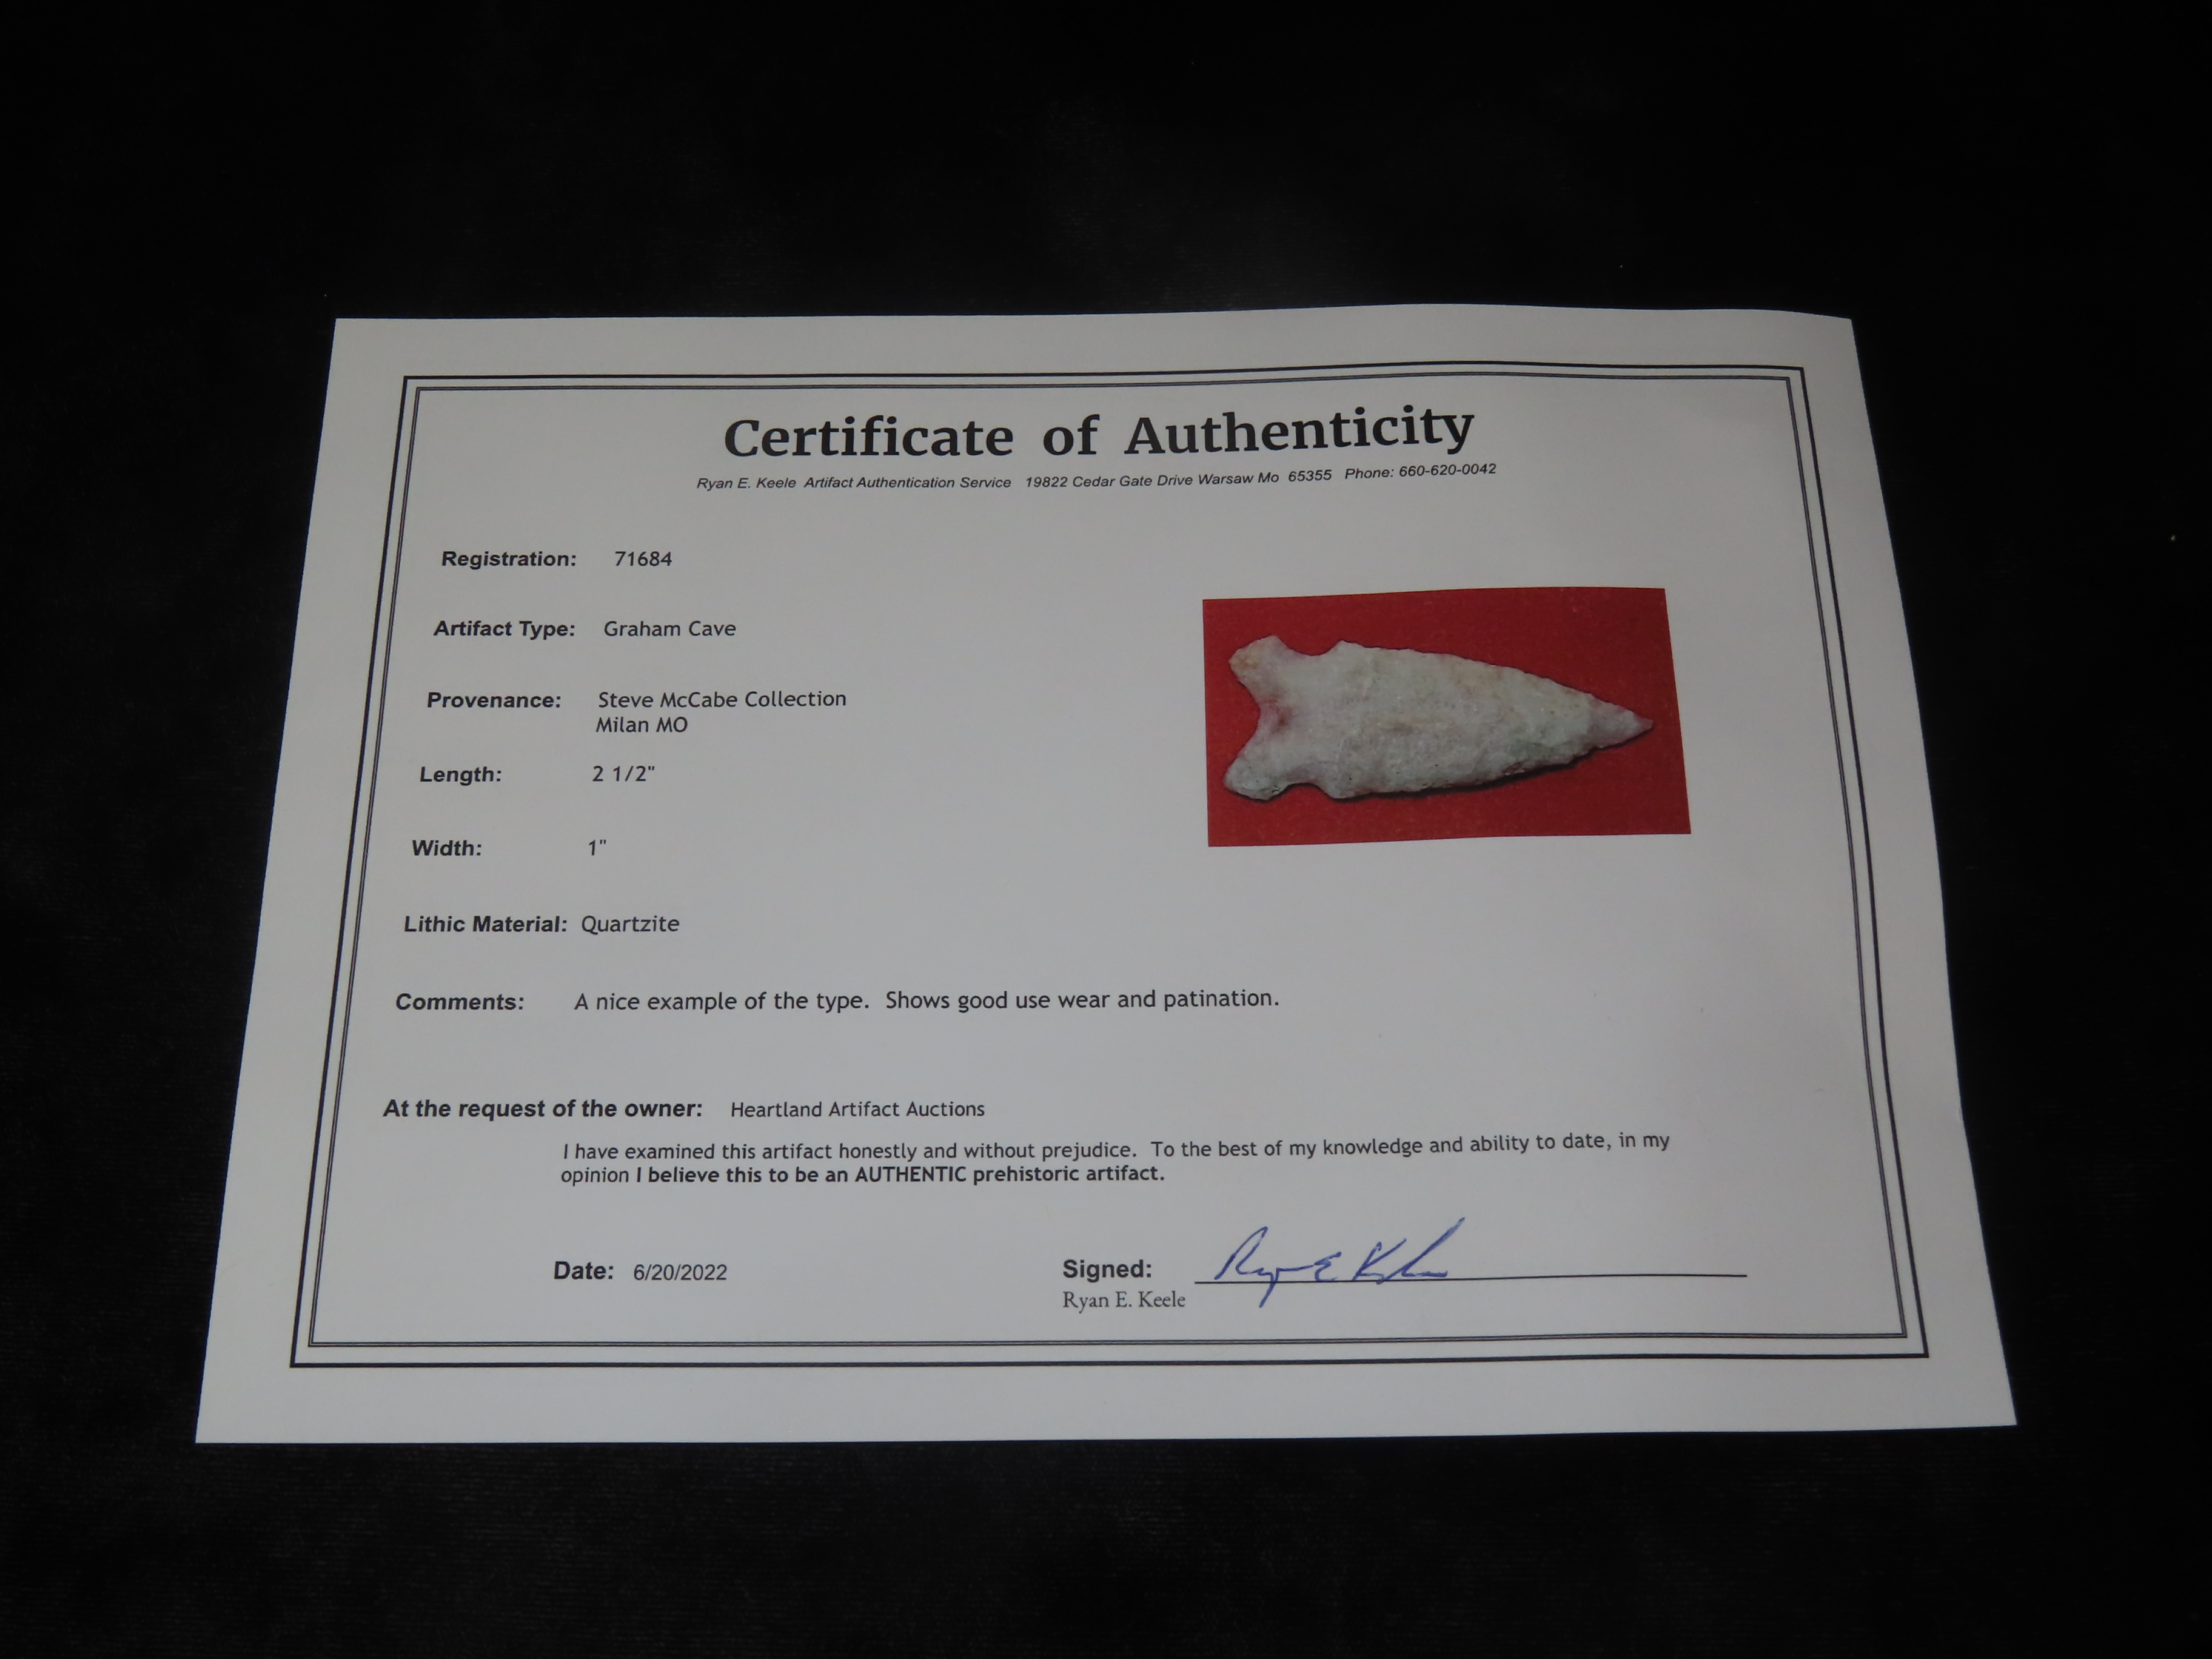 Certificate of Authenticity
Ryan E. Keele Artifact Authentication Service 19822 Cedar Gate Drive Warsaw Mo 65355 Phone: 660-620-0042
Registration: 71684
Artifact Type: Graham Cave
Provenance: Steve McCabe Collection
Milan MO
Length: 2 1/2"
Width: 1"
Lithic Material: Quartzite
Comments: A nice example of the type. Shows good use wear and patination.
At the request of the owner: Heartland Artifact Auctions
I have examined this artifact honestly and without prejudice. To the best of my knowledge and ability to date, in my
opinion I believe this to be an AUTHENTIC prehistoric artifact.
Date: 6/20/2022
Signed: Ryan E Keele
Ryan E. Keele